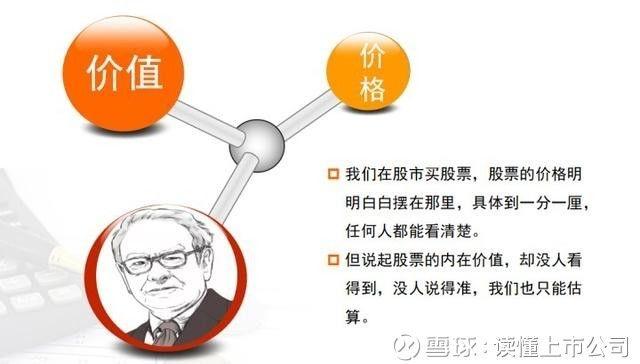 价值
价
格
我们在股市买股票，股票的价格明
明白白摆在那里，具体到一分一厘，
任何人都能看清楚。
但说起股票的内在价值，却没人看
得到，没人说得准，我们也只能估
算。
雪球：读懂上市公司